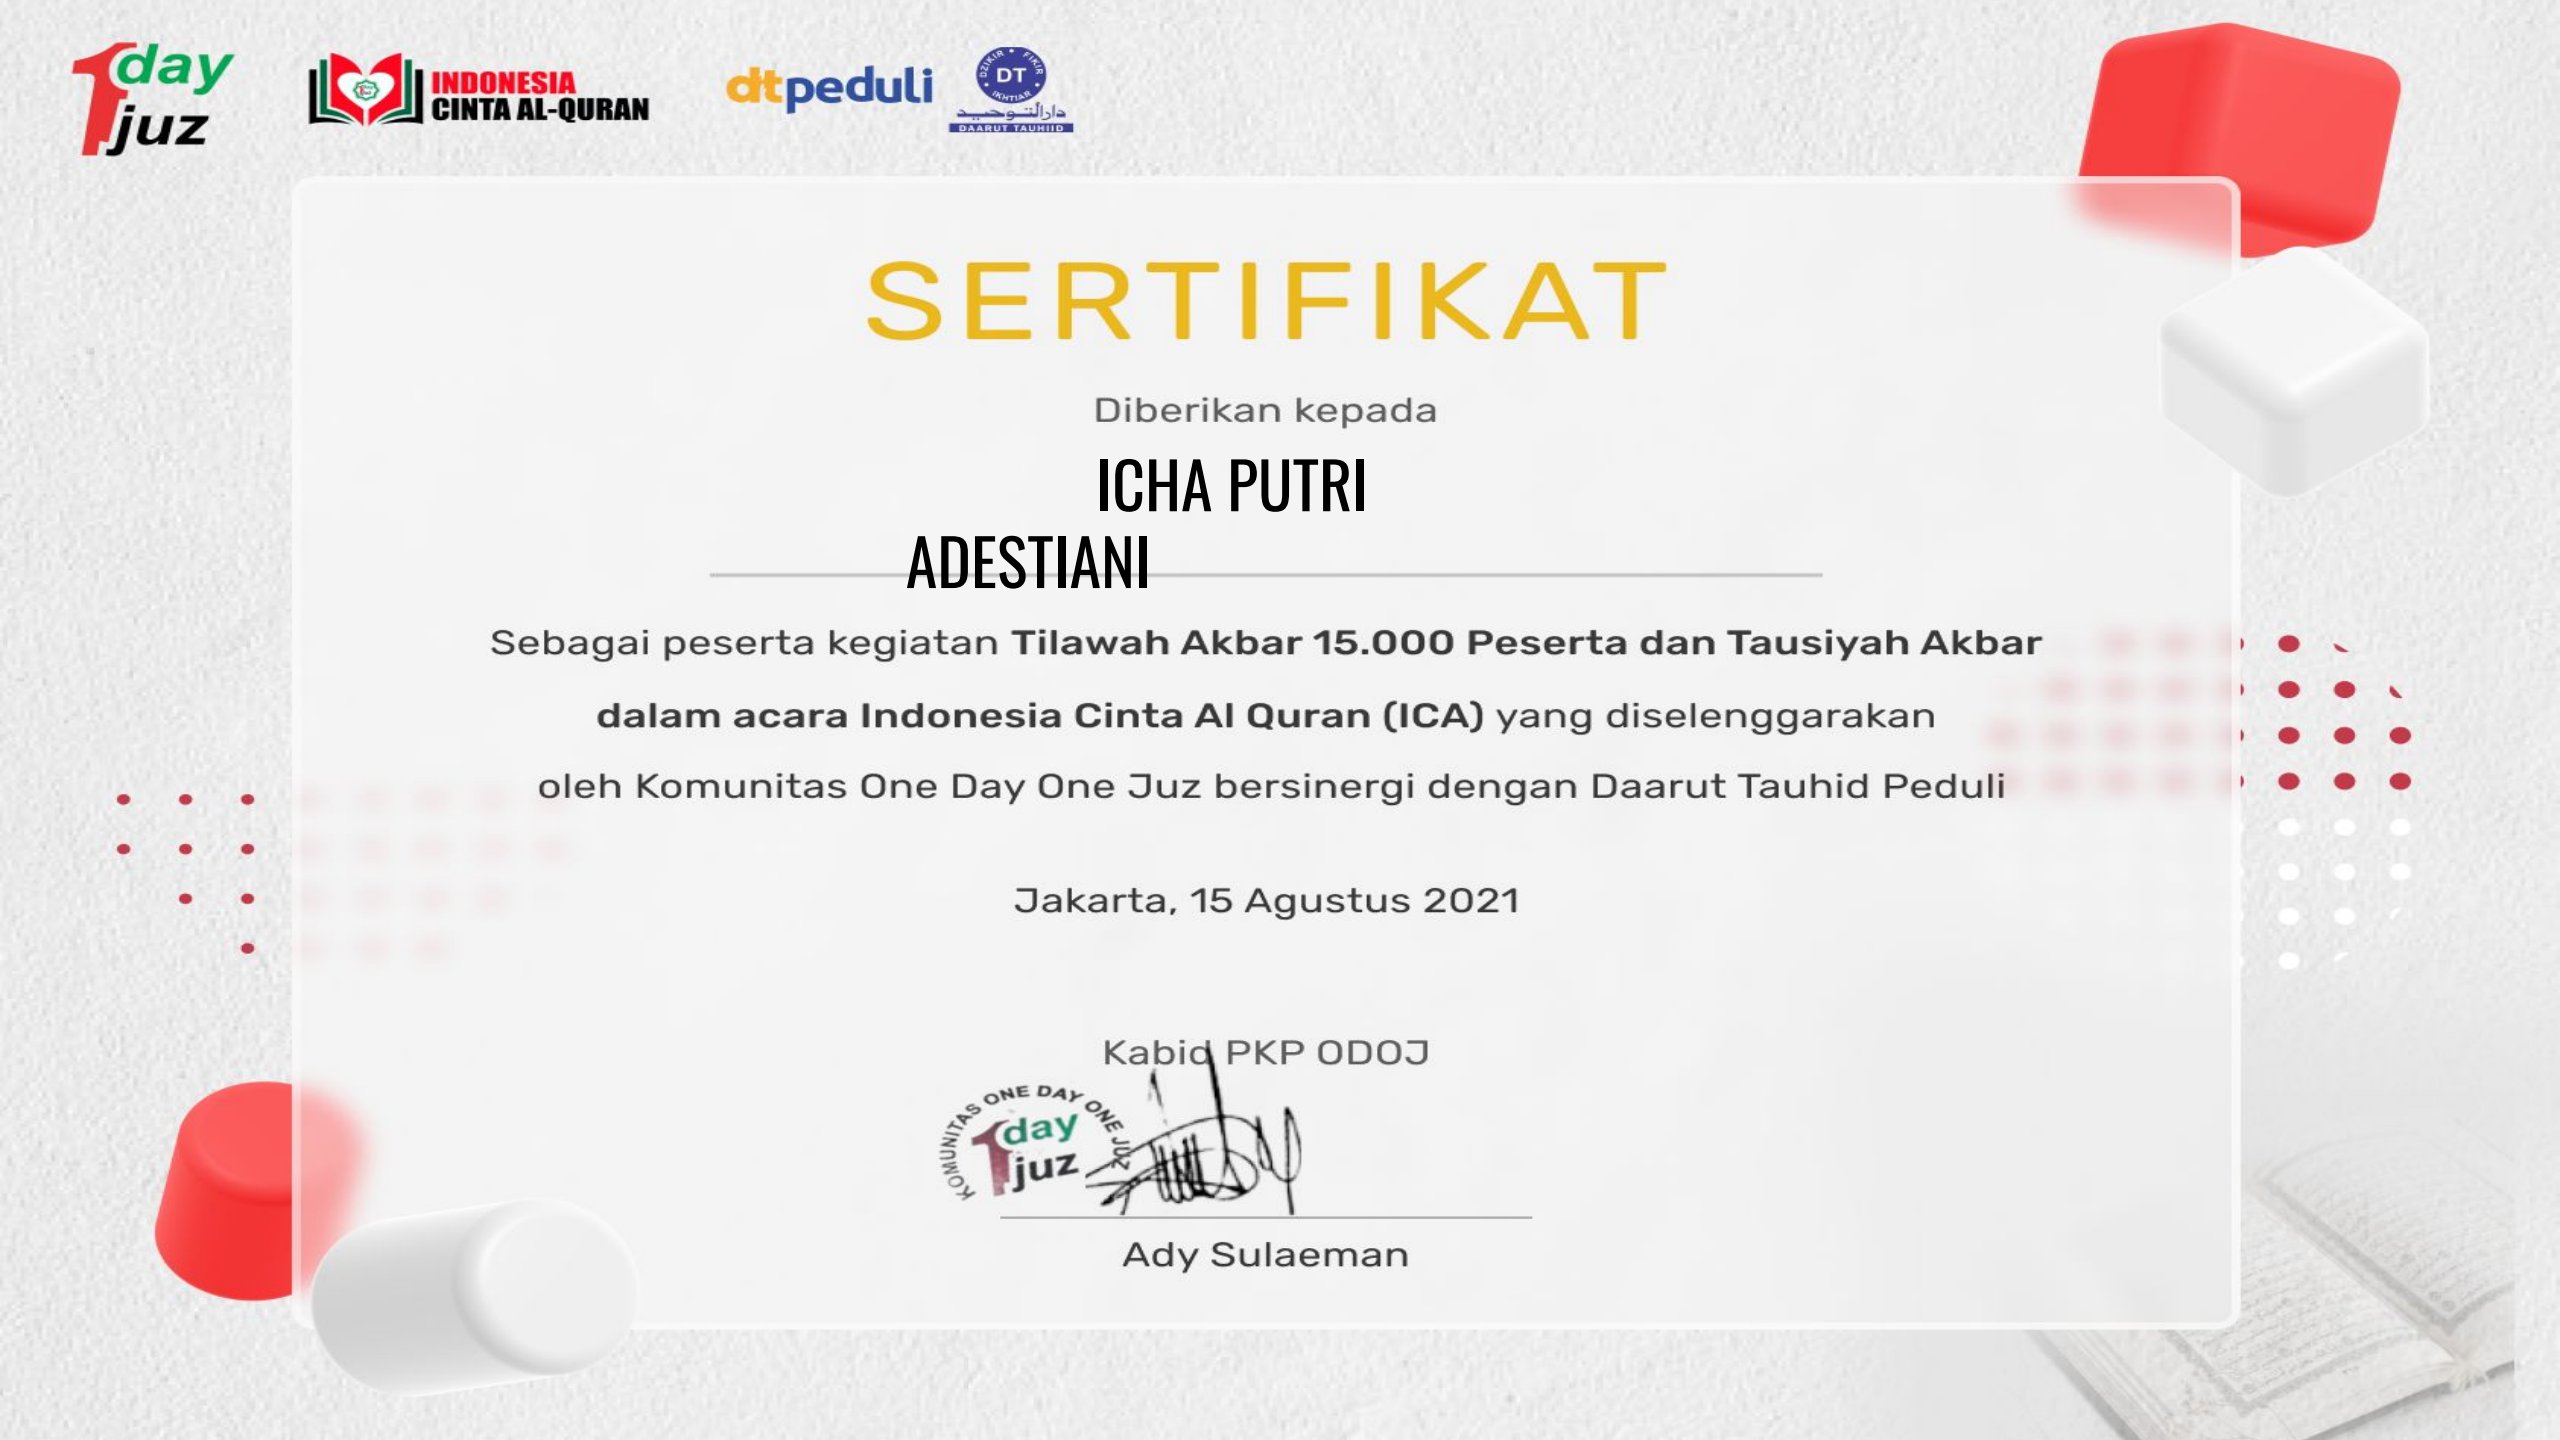 1day
juz
INDONESIA
CINTA AL-QURAN
dtpeduli
DZIKIR • FIKIR • IKHTIAR •
DT
دارالتوحيد
DAARUT TAUHIID
SERTIFIKAT
Diberikan kepada
ICHA PUTRI
ADESTIANI
Sebagai peserta kegiatan Tilawah Akbar 15.000 Peserta dan Tausiyah Akbar
dalam acara Indonesia Cinta Al Quran (ICA) yang diselenggarakan
oleh Komunitas One Day One Juz bersinergi dengan Daarut Tauhid Peduli
Jakarta, 15 Agustus 2021
Kabid PKP ODOJ
KOMUNITAS ONE DAY ONE JUZ
1day
juz
Ady Sulaeman